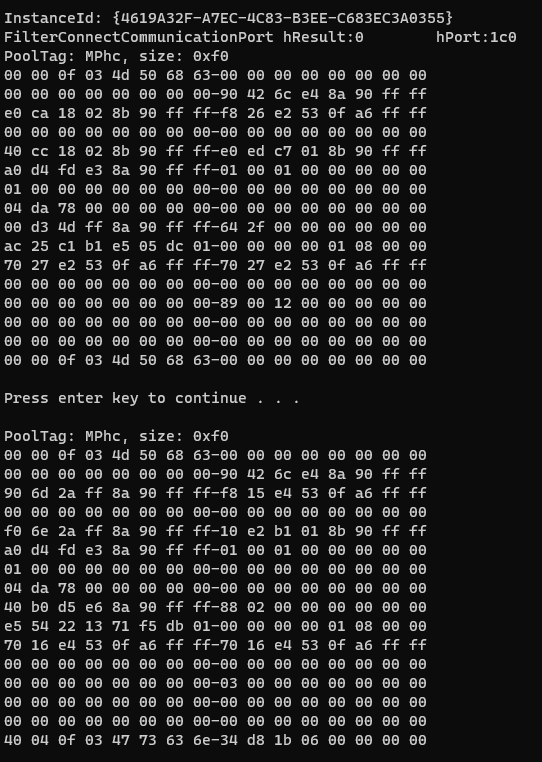 InstanceId: {4619A32F-A7EC-4C83-B3EE-C683EC3A0355}
FilterConnectCommunicationPort hResult:0        hPort:1c0
PoolTag: MPhc, size: 0xf0
00 00 0f 03 4d 50 68 63-00 00 00 00 00 00 00 00
00 00 00 00 00 00 00 00-90 42 6c e4 8a 90 ff ff
e0 ca 18 02 8b 90 ff ff-f8 26 e2 53 0f a6 ff ff
00 00 00 00 00 00 00 00-00 00 00 00 00 00 00 00
40 cc 18 02 8b 90 ff ff-e0 ed c7 01 8b 90 ff ff
a0 d4 fd e3 8a 90 ff ff-01 00 01 00 00 00 00 00
01 00 00 00 00 00 00 00-00 00 00 00 00 00 00 00
04 da 78 00 00 00 00 00-00 00 00 00 00 00 00 00
00 d3 4d ff 8a 90 ff ff-64 2f 00 00 00 00 00 00
ac 25 c1 b1 e5 05 dc 01-00 00 00 00 01 08 00 00
70 27 e2 53 0f a6 ff ff-70 27 e2 53 0f a6 ff ff
00 00 00 00 00 00 00 00-00 00 00 00 00 00 00 00
00 00 00 00 00 00 00 00-89 00 12 00 00 00 00 00
00 00 00 00 00 00 00 00-00 00 00 00 00 00 00 00
00 00 00 00 00 00 00 00-00 00 00 00 00 00 00 00
00 00 0f 03 4d 50 68 63-00 00 00 00 00 00 00 00
Press enter key to continue . . .
PoolTag: MPhc, size: 0xf0
00 00 0f 03 4d 50 68 63-00 00 00 00 00 00 00 00
00 00 00 00 00 00 00 00-90 42 6c e4 8a 90 ff ff
90 6d 2a ff 8a 90 ff ff-f8 15 e4 53 0f a6 ff ff
00 00 00 00 00 00 00 00-00 00 00 00 00 00 00 00
f0 6e 2a ff 8a 90 ff ff-10 e2 b1 01 8b 90 ff ff
a0 d4 fd e3 8a 90 ff ff-01 00 01 00 00 00 00 00
01 00 00 00 00 00 00 00-00 00 00 00 00 00 00 00
04 da 78 00 00 00 00 00-00 00 00 00 00 00 00 00
40 b0 d5 e6 8a 90 ff ff-88 02 00 00 00 00 00 00
e5 54 22 13 71 f5 db 01-00 00 00 00 01 08 00 00
70 16 e4 53 0f a6 ff ff-70 16 e4 53 0f a6 ff ff
00 00 00 00 00 00 00 00-00 00 00 00 00 00 00 00
00 00 00 00 00 00 00 00-03 00 00 00 00 00 00 00
00 00 00 00 00 00 00 00-00 00 00 00 00 00 00 00
00 00 00 00 00 00 00 00-00 00 00 00 00 00 00 00
40 04 0f 03 47 73 63 6e-34 d8 1b 06 00 00 00 00